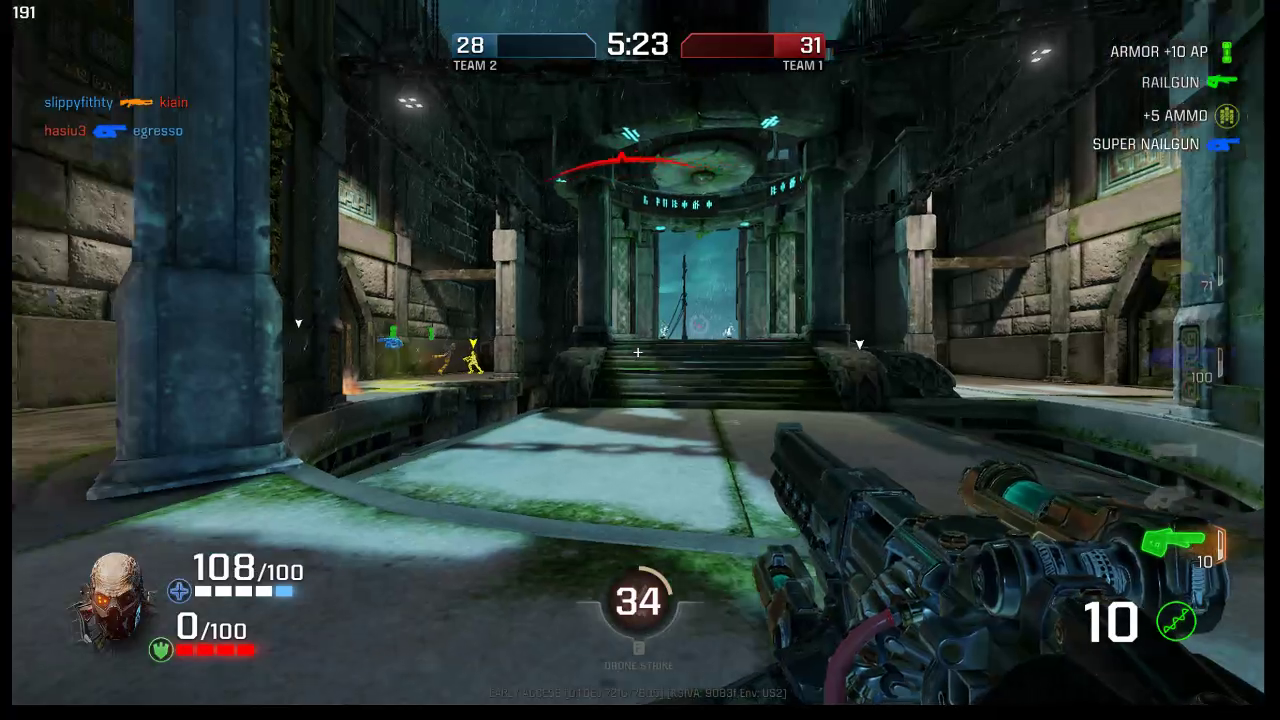 191
28 5:23 31
TEAM 2 TEAM 1
ARMOR +10 AP
RAILGUN
+5 AMMO
SUPER NAILGUN
slippyfithty kiain
hasiu3 egresso
71
100
10
108/100
0/100
34
DRONE STRIKE
10